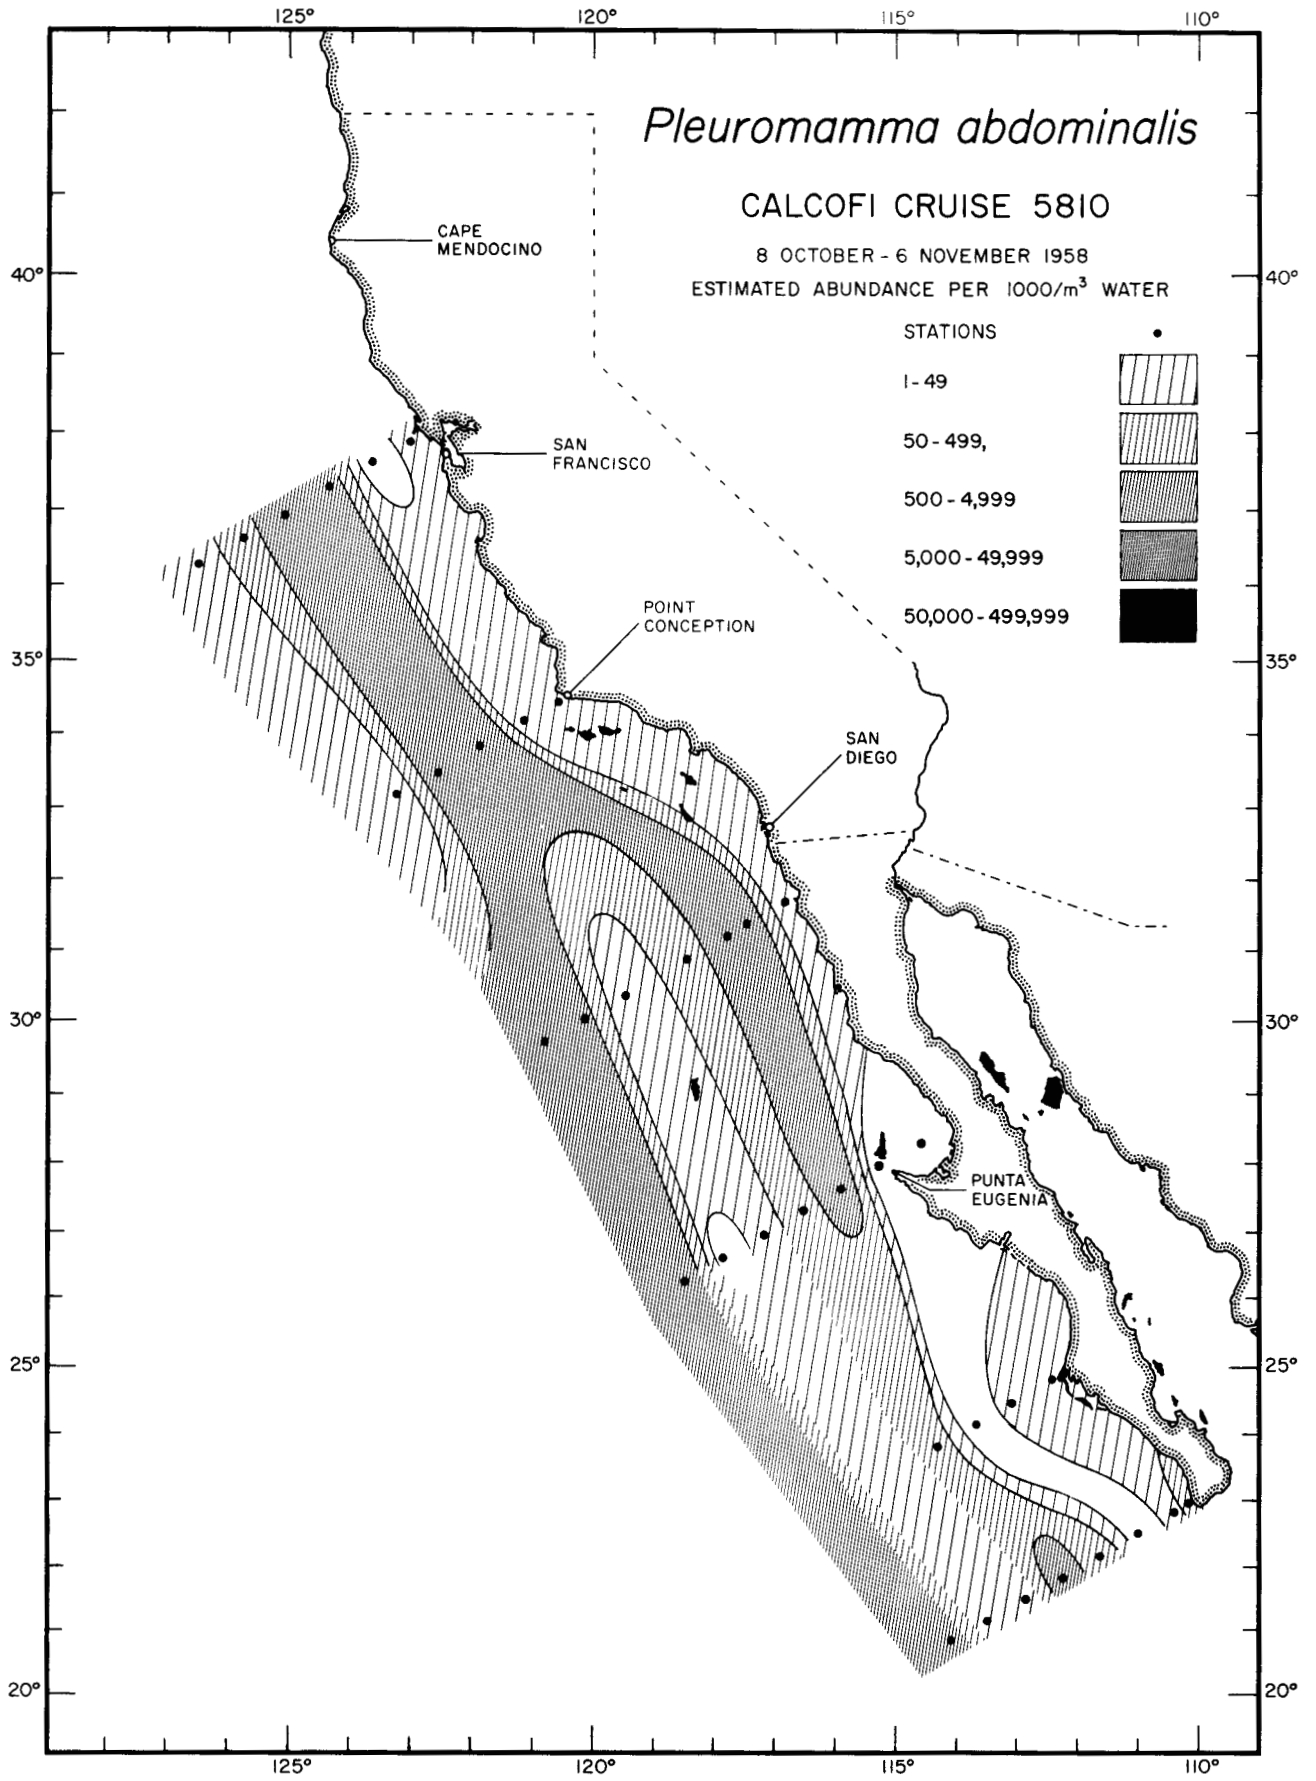 125° 120° 115° 110°
Pleuromamma abdominalis
CALCOFI CRUISE 5810
8 OCTOBER - 6 NOVEMBER 1958
ESTIMATED ABUNDANCE PER 1000/m³ WATER
STATIONS
1-49
50-499,
500-4,999
5,000-49,999
50,000-499,999
CAPE
MENDOCINO
40° 40°
SAN
FRANCISCO
POINT
CONCEPTION
35° 35°
SAN
DIEGO
30° 30°
PUNTA
EUGENIA
25° 25°
20° 20°
125° 120° 115° 110°